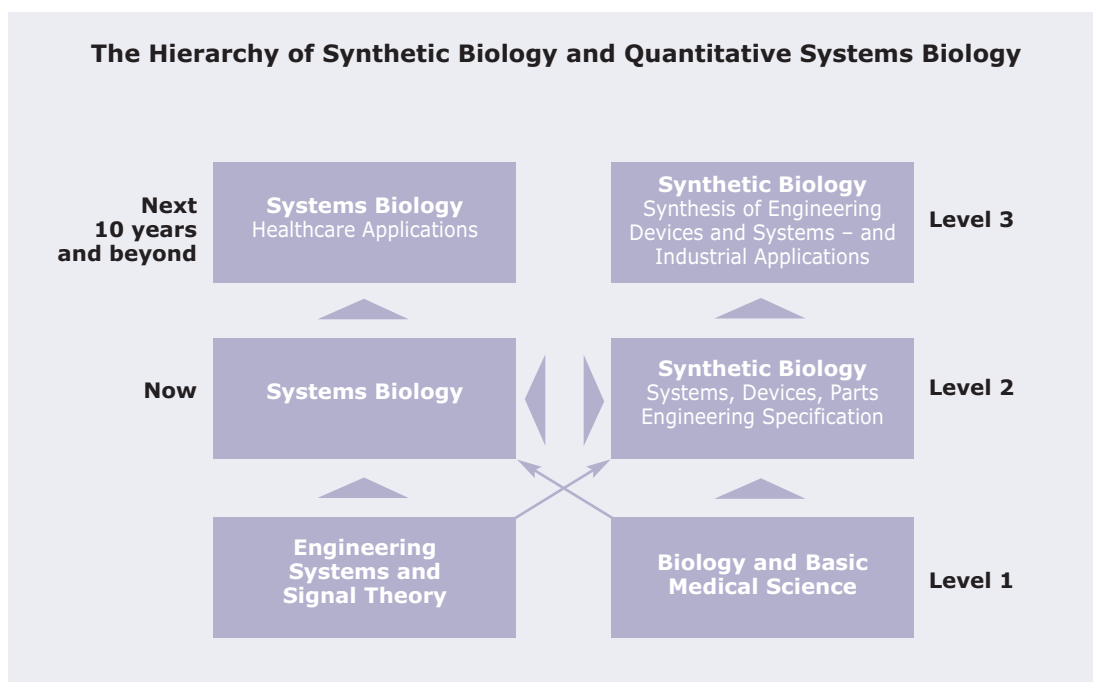 The Hierarchy of Synthetic Biology and Quantitative Systems Biology
Next
10 years
and beyond
Systems Biology
Healthcare Applications
Synthetic Biology
Synthesis of Engineering
Devices and Systems – and
Industrial Applications
Level 3
Now
Systems Biology
Synthetic Biology
Systems, Devices, Parts
Engineering Specification
Level 2
Engineering
Systems and
Signal Theory
Biology and Basic
Medical Science
Level 1